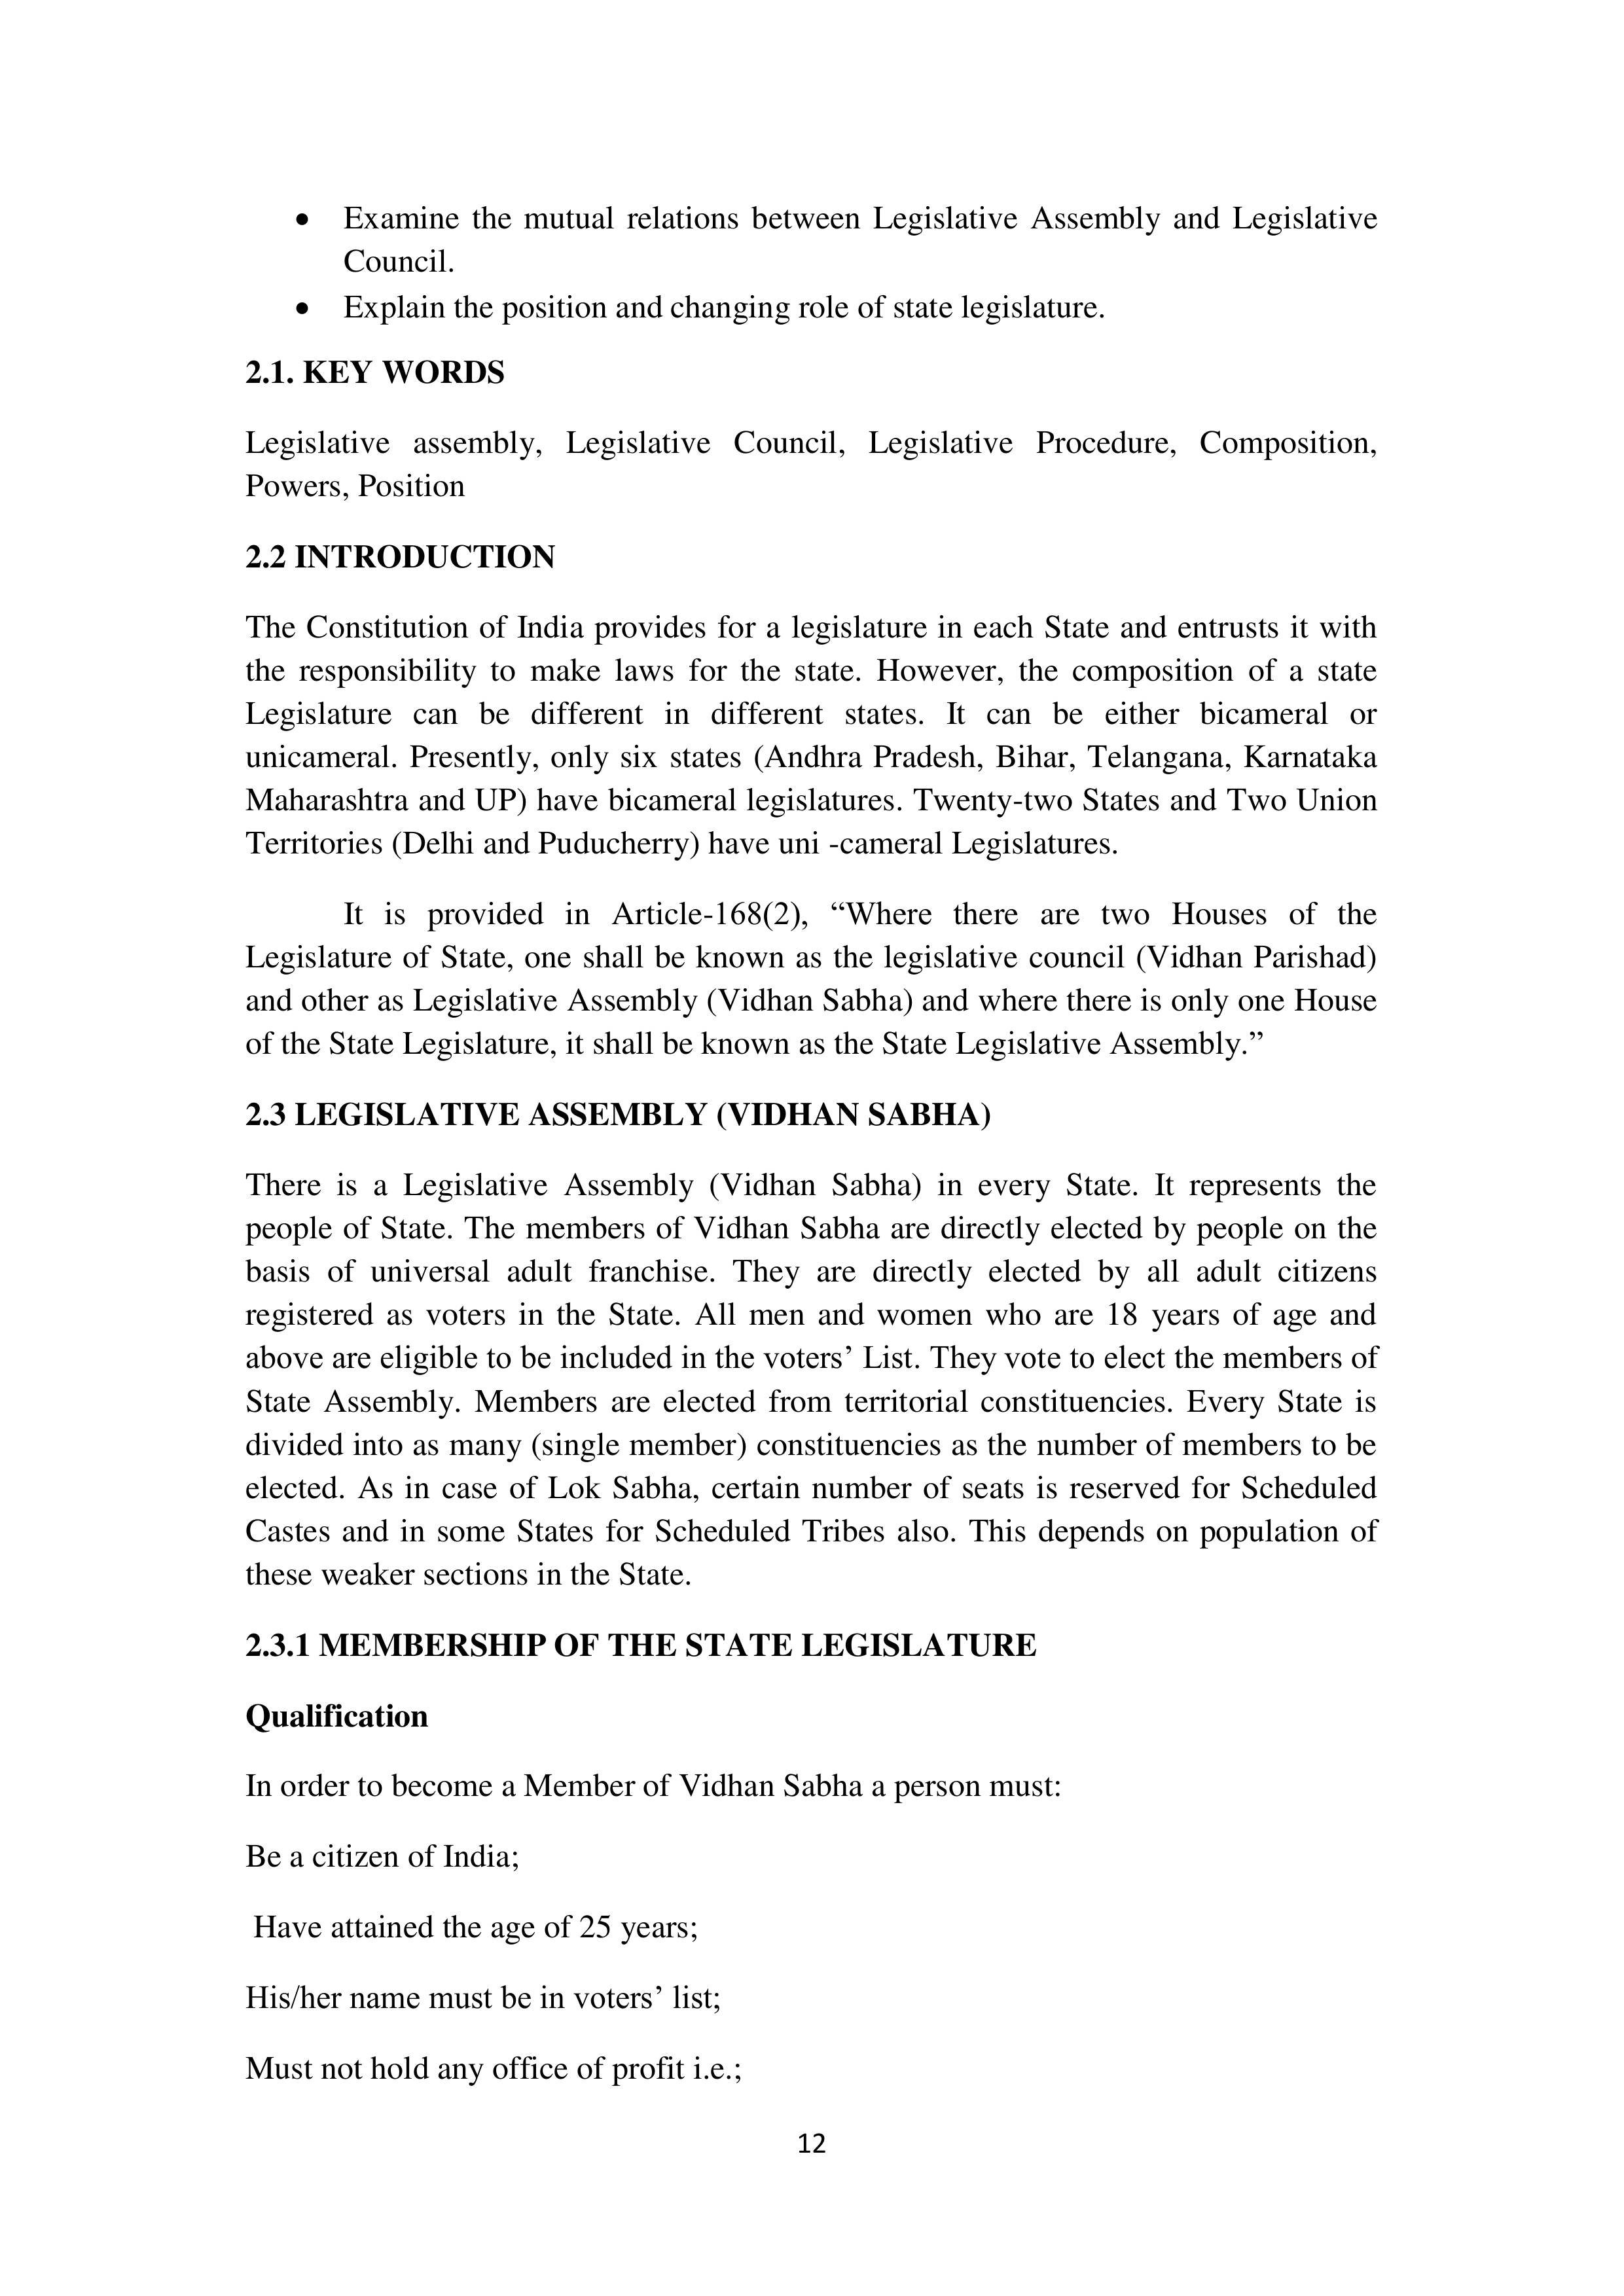 • Examine the mutual relations between Legislative Assembly and Legislative
Council.
• Explain the position and changing role of state legislature.
2.1. KEY WORDS
Legislative assembly, Legislative Council, Legislative Procedure, Composition,
Powers, Position
2.2 INTRODUCTION
The Constitution of India provides for a legislature in each State and entrusts it with
the responsibility to make laws for the state. However, the composition of a state
Legislature can be different in different states. It can be either bicameral or
unicameral. Presently, only six states (Andhra Pradesh, Bihar, Telangana, Karnataka
Maharashtra and UP) have bicameral legislatures. Twenty-two States and Two Union
Territories (Delhi and Puducherry) have uni -cameral Legislatures.
It is provided in Article-168(2), “Where there are two Houses of the
Legislature of State, one shall be known as the legislative council (Vidhan Parishad)
and other as Legislative Assembly (Vidhan Sabha) and where there is only one House
of the State Legislature, it shall be known as the State Legislative Assembly.”
2.3 LEGISLATIVE ASSEMBLY (VIDHAN SABHA)
There is a Legislative Assembly (Vidhan Sabha) in every State. It represents the
people of State. The members of Vidhan Sabha are directly elected by people on the
basis of universal adult franchise. They are directly elected by all adult citizens
registered as voters in the State. All men and women who are 18 years of age and
above are eligible to be included in the voters’ List. They vote to elect the members of
State Assembly. Members are elected from territorial constituencies. Every State is
divided into as many (single member) constituencies as the number of members to be
elected. As in case of Lok Sabha, certain number of seats is reserved for Scheduled
Castes and in some States for Scheduled Tribes also. This depends on population of
these weaker sections in the State.
2.3.1 MEMBERSHIP OF THE STATE LEGISLATURE
Qualification
In order to become a Member of Vidhan Sabha a person must:
Be a citizen of India;
Have attained the age of 25 years;
His/her name must be in voters’ list;
Must not hold any office of profit i.e.;
12